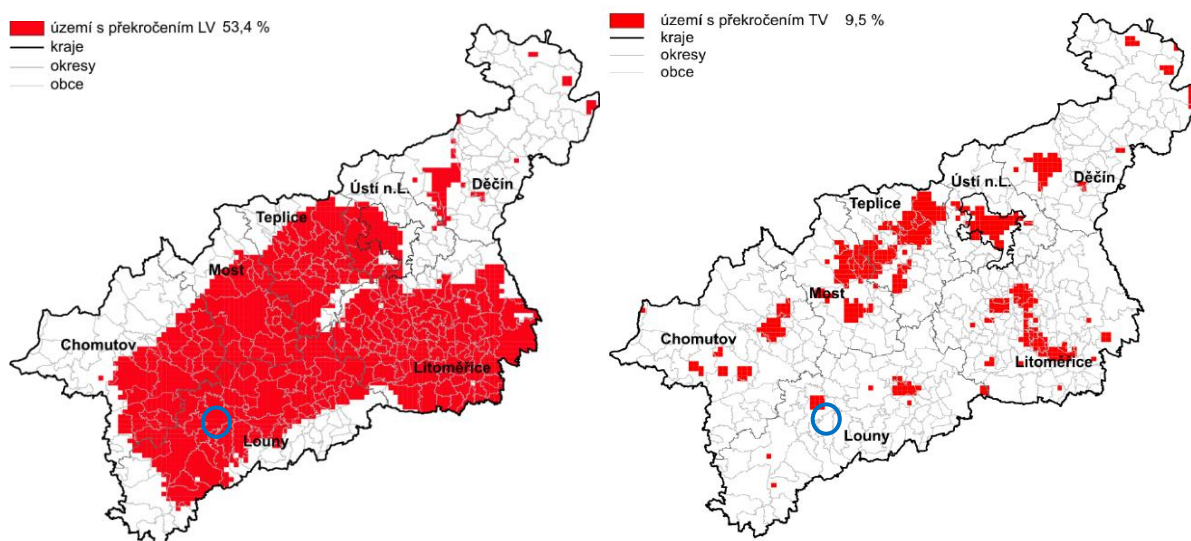 území s překročením LV 53,4 %
kraje
okresy
obce
Ústí n.L.
Děčín
Teplice
Most
Chomutov
Litoměřice
Louny
území s překročením TV 9,5 %
kraje
okresy
obce
Ústí n.L.
Děčín
Teplice
Most
Chomutov
Litoměřice
Louny